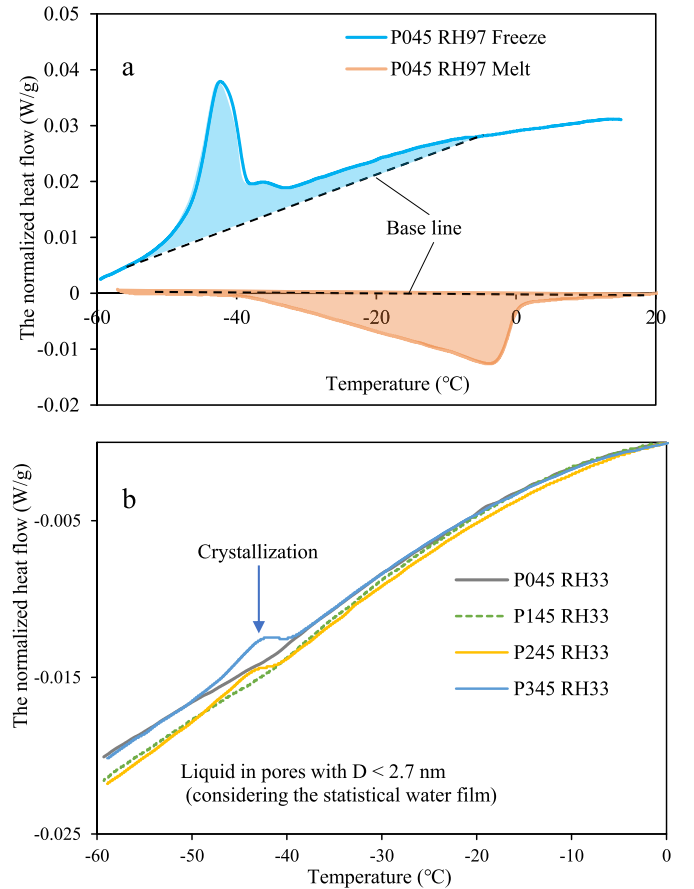 0.05
0.04
0.03
0.02
0.01
0
-0.01
-0.02
-60
-40
-20
0
20
The normalized heat flow (W/g)
a
P045 RH97 Freeze
P045 RH97 Melt
Base line
Temperature (℃)
-0.005
-0.015
-0.025
The normalized heat flow (W/g)
b
Crystallization
P045 RH33
P145 RH33
P245 RH33
P345 RH33
Liquid in pores with D < 2.7 nm
(considering the statistical water film)
-60
-50
-40
-30
-20
-10
0
Temperature (℃)